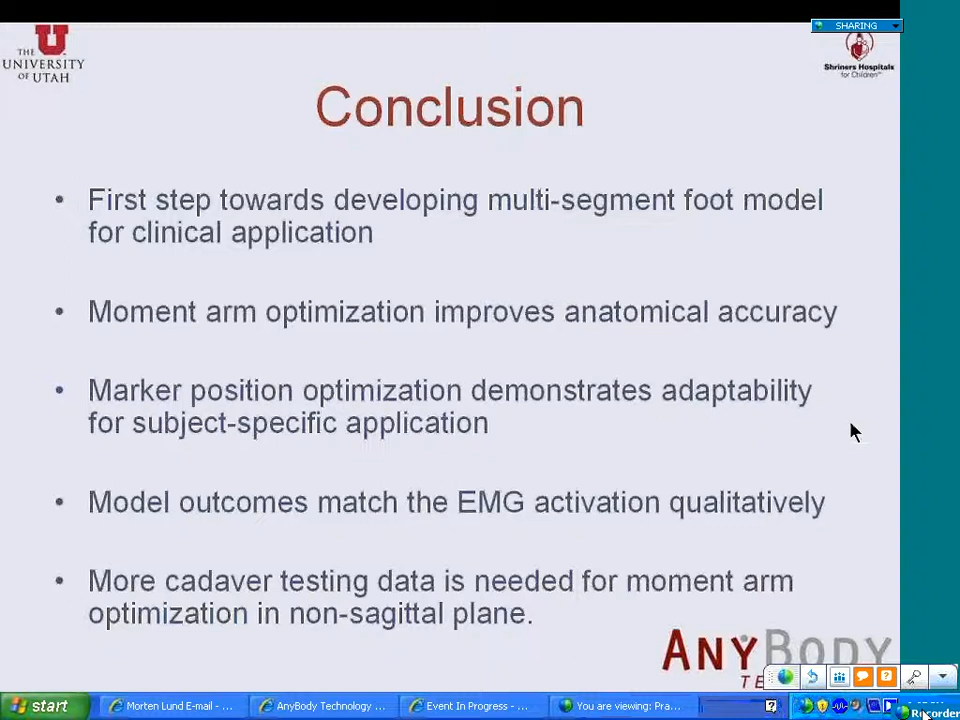 SHARING
THE
UNIVERSITY
OF UTAH
Shriners Hospitals
for Children™
Conclusion
• First step towards developing multi-segment foot model
for clinical application
• Moment arm optimization improves anatomical accuracy
• Marker position optimization demonstrates adaptability
for subject-specific application
• Model outcomes match the EMG activation qualitatively
• More cadaver testing data is needed for moment arm
optimization in non-sagittal plane.
ANYBODY
TE
start
Morten Lund E-mail - ...
AnyBody Technology ...
Event In Progress - ...
You are viewing: Pra...
Recorder